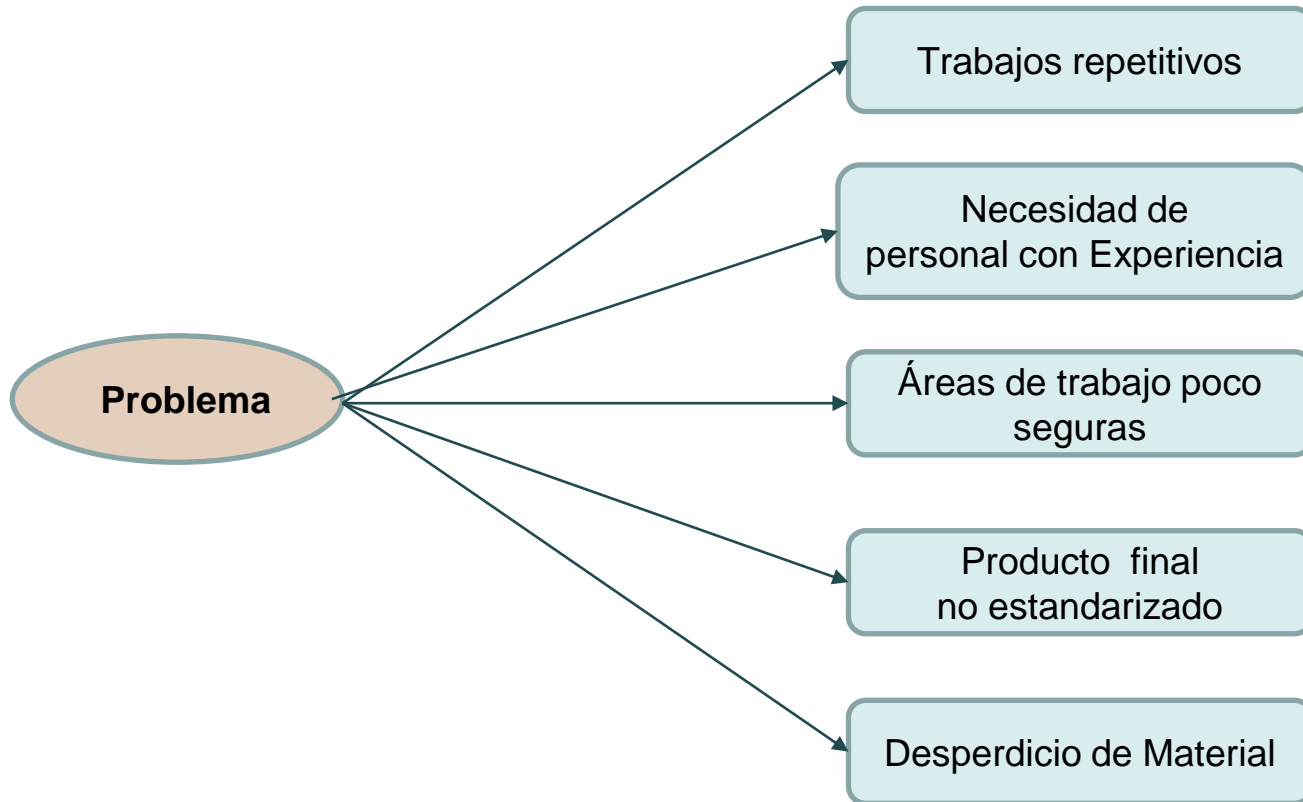 Trabajos repetitivos
Necesidad de
personal con Experiencia
Problema
Áreas de trabajo poco
seguras
Producto  final
no estandarizado
Desperdicio de Material